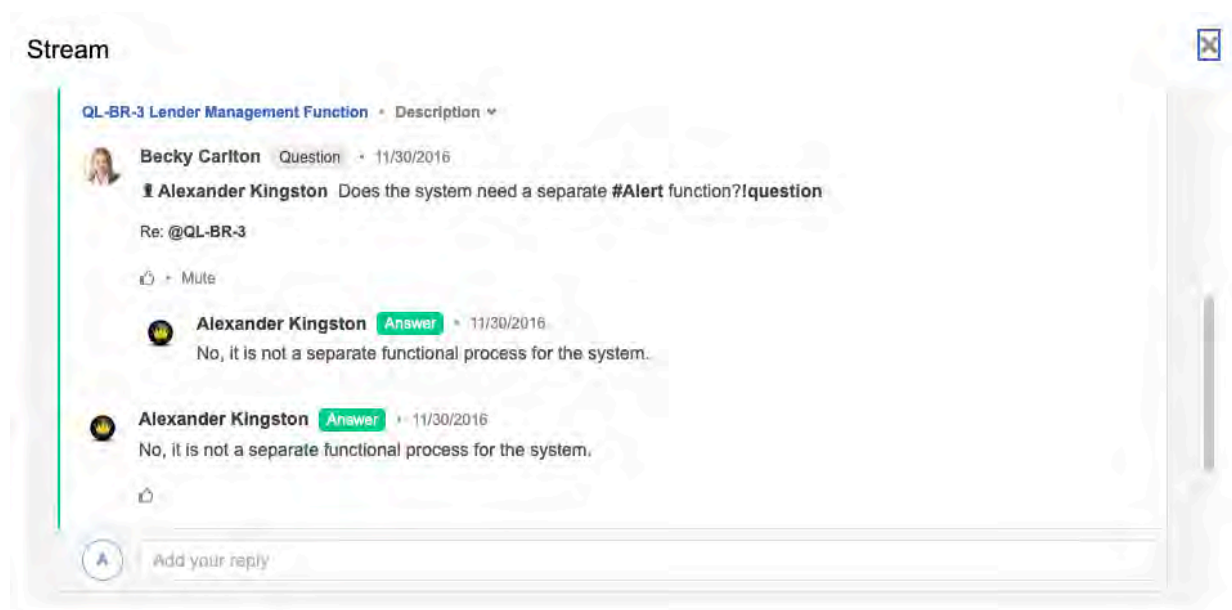 Stream
QL-BR-3 Lender Management Function • Description
Becky Carlton Question • 11/30/2016
Alexander Kingston Does the system need a separate #Alert function?!question
Re: @QL-BR-3
• Mute
Alexander Kingston Answer • 11/30/2016
No, it is not a separate functional process for the system.
Alexander Kingston Answer • 11/30/2016
No, it is not a separate functional process for the system.
A Add your reply